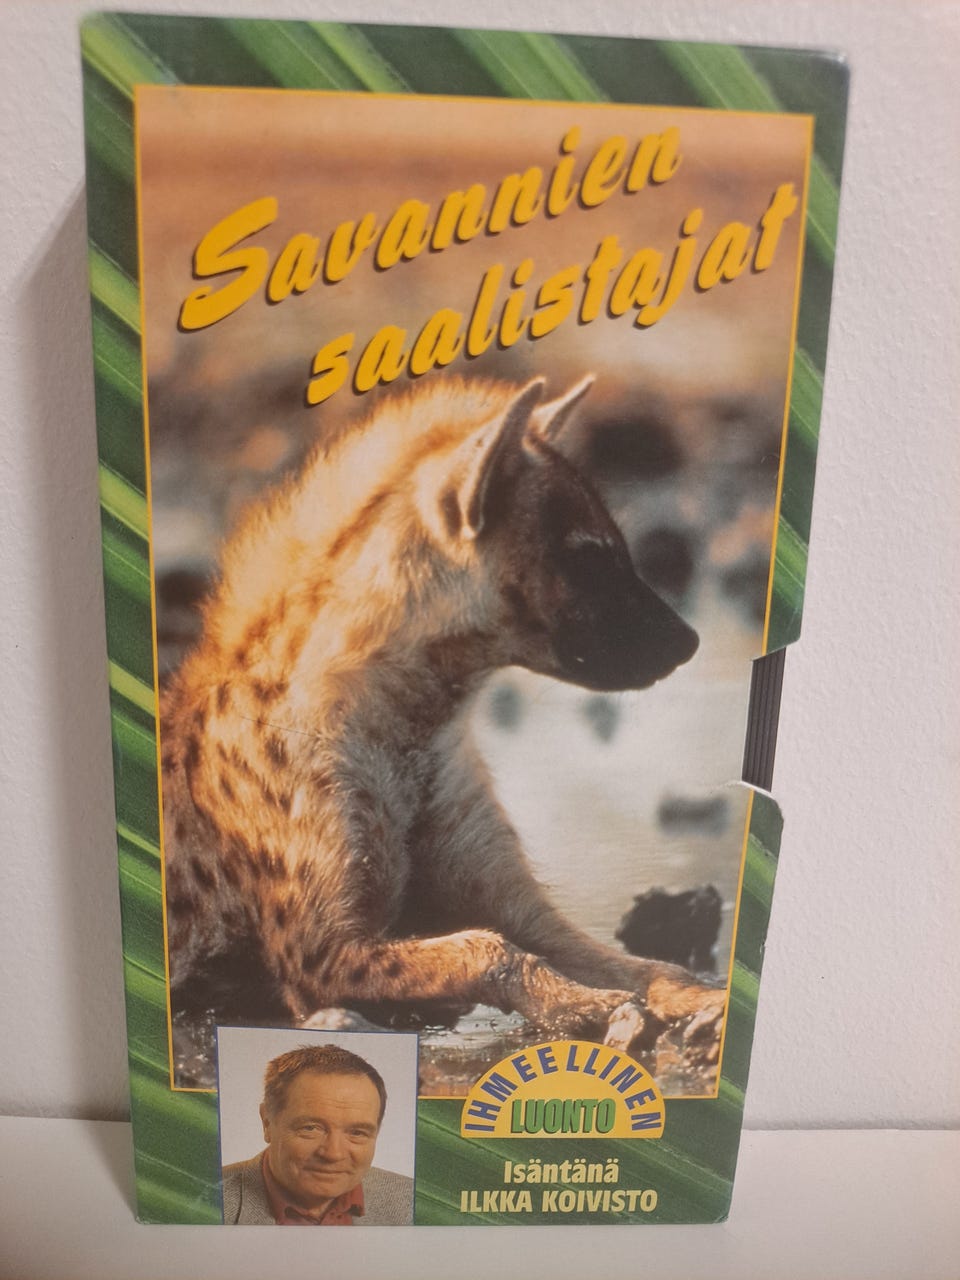 Savannien
saalistajat
IHMEELLINEN
LUONTO
Isäntänä
ILKKA KOIVISTO